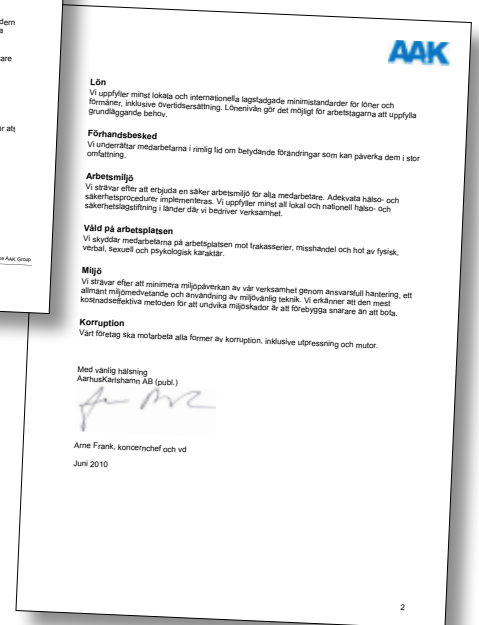 dern
a
are
r att
AAK Group
AAK
Lön
Vi uppfyller minst lokala och internationella lagstadgade minimistandarder för löner och
förmåner, inklusive övertidsersättning. Lönenivån gör det möjligt för arbetstagarna att uppfylla
grundläggande behov.
Förhandsbesked
Vi underrättar medarbetarna i rimlig tid om betydande förändringar som kan påverka dem i stor
omfattning.
Arbetsmiljö
Vi strävar efter att erbjuda en säker arbetsmiljö för alla medarbetare. Adekvata hälso- och
säkerhetsprocedurer implementeras. Vi uppfyller minst all lokal och nationell hälso- och
säkerhetslagstiftning i länder där vi bedriver verksamhet.
Våld på arbetsplatsen
Vi skyddar medarbetarna på arbetsplatsen mot trakasserier, misshandel och hot av fysisk,
verbal, sexuell och psykologisk karaktär.
Miljö
Vi strävar efter att minimera miljöpåverkan av vår verksamhet genom ansvarsfull hantering, ett
allmänt miljömedvetande och användning av miljövänlig teknik. Vi erkänner att den mest
kostnadseffektiva metoden för att undvika miljöskador är att förebygga snarare än att bota.
Korruption
Vårt företag ska motarbeta alla former av korruption, inklusive utpressning och mutor.
Med vänlig hälsning
AarhusKarlshamn AB (publ.)
Arne Frank, koncernchef och vd
Juni 2010
2